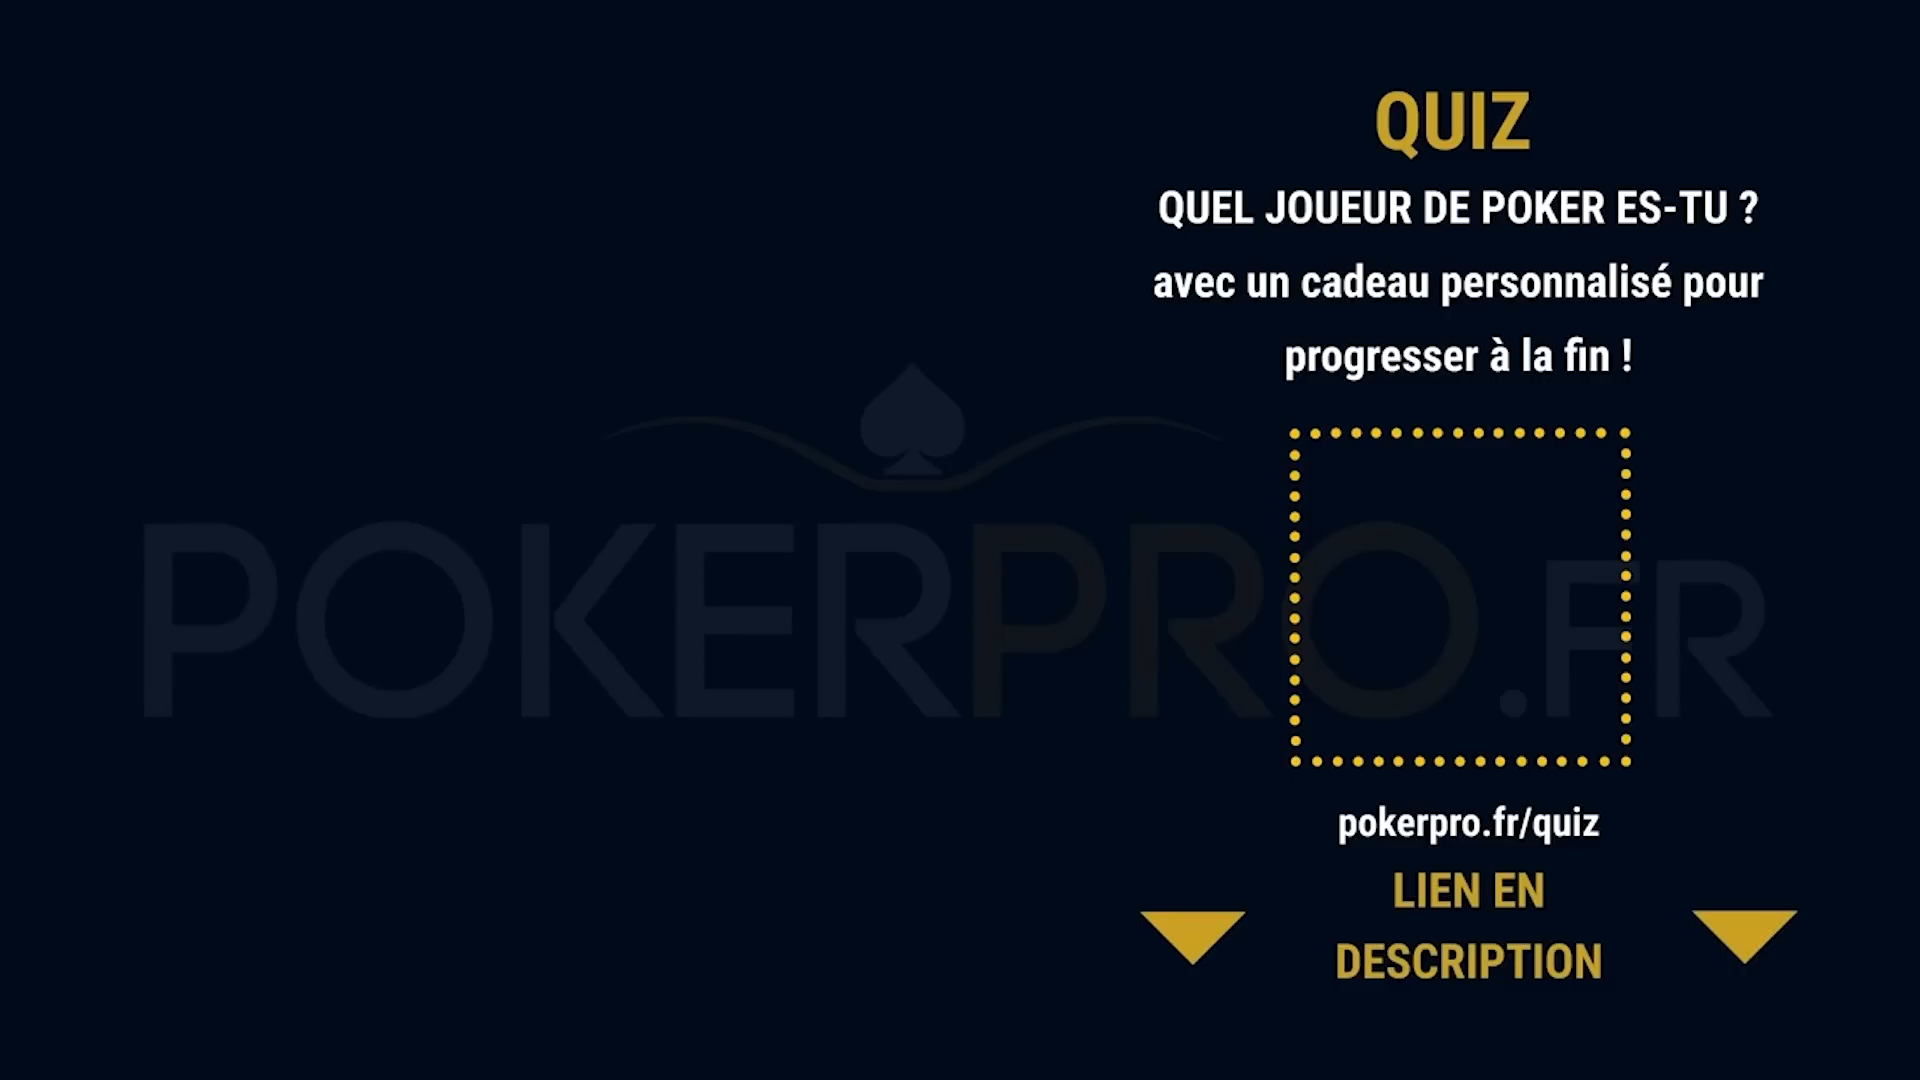 QUIZ
QUEL JOUEUR DE POKER ES-TU ?
avec un cadeau personnalisé pour
progresser à la fin !
POKERPRO.FR
pokerpro.fr/quiz
LIEN EN
DESCRIPTION